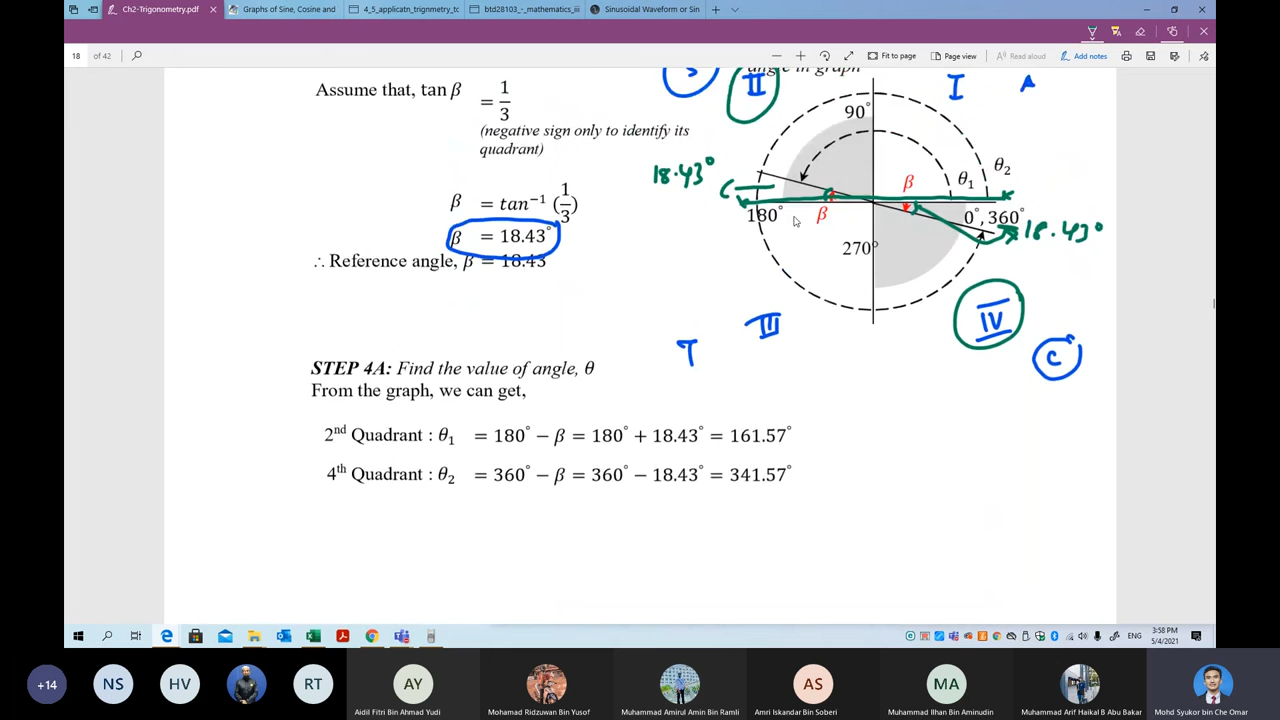 Ch2-Trigonometry.pdf
Graphs of Sine, Cosine and
4_5_applicatn_trignmetry_tc
btd28103_-_mathematics_iii
Sinusoidal Waveform or Sin
18 of 42
Fit to page
Page view
Read aloud
Add notes
angle in graph
S
II
I
A
Assume that, tan β = 1/3
(negative sign only to identify its
quadrant)
β = tan⁻¹ (1/3)
β = 18.43°
∴ Reference angle, β = 18.43°
90°
θ₂
θ₁
18.43°
β
β
180°
0°, 360°
18.43°
270°
III
IV
T
C
STEP 4A: Find the value of angle, θ
From the graph, we can get,
2nd Quadrant : θ₁ = 180° − β = 180° + 18.43° = 161.57°
4th Quadrant : θ₂ = 360° − β = 360° − 18.43° = 341.57°
ENG
3:58 PM
5/4/2021
+14
NS
HV
RT
AY
AS
MA
Aidil Fitri Bin Ahmad Yudi
Mohamad Ridzuwan Bin Yusof
Muhammad Amirul Amin Bin Ramli
Amri Iskandar Bin Soberi
Muhammad Ilhan Bin Aminudin
Muhammad Arif Haikal B Abu Bakar
Mohd Syukor bin Che Omar